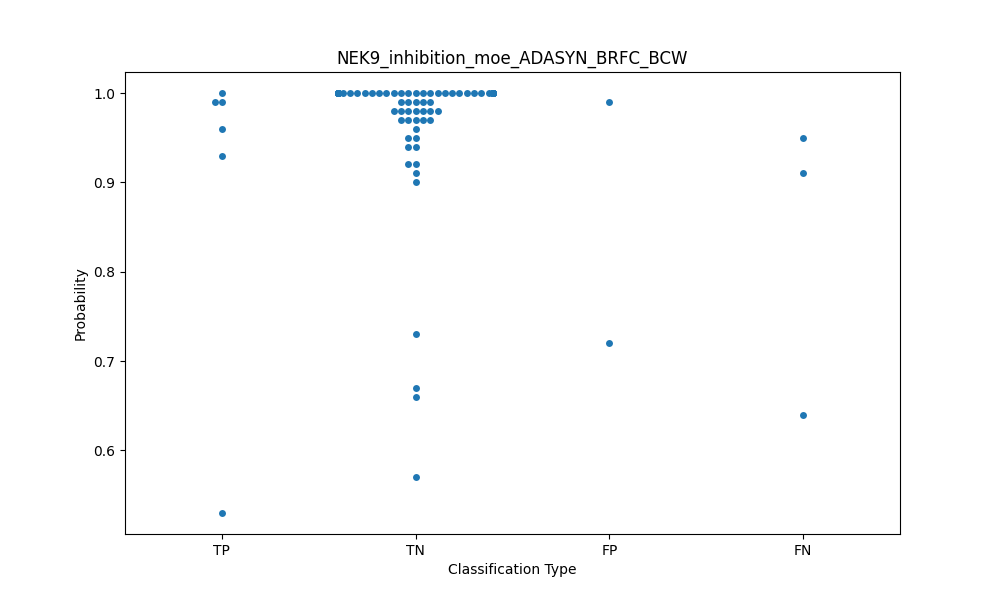 NEK9_inhibition_moe_ADASYN_BRFC_BCW
1.0
0.9
0.8
0.7
0.6
Probability
TP TN FP FN
Classification Type